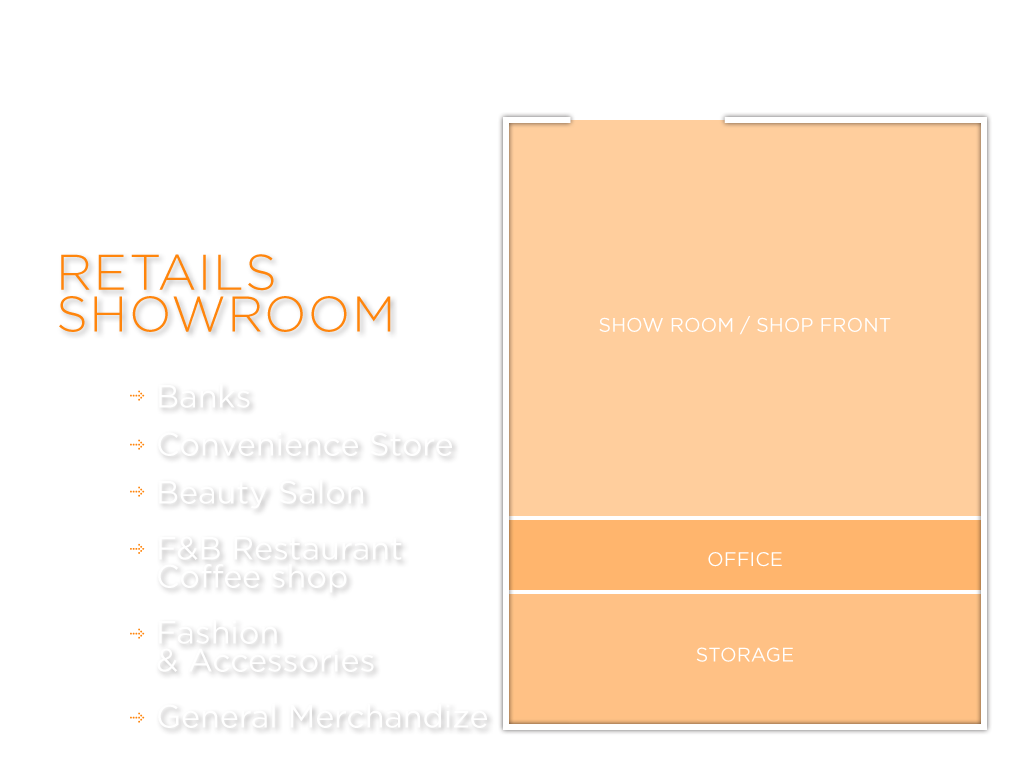 RETAILS
SHOWROOM
Banks
Convenience Store
Beauty Salon
F&B Restaurant
Coffee shop
Fashion
& Accessories
General Merchandize
SHOW ROOM / SHOP FRONT
OFFICE
STORAGE